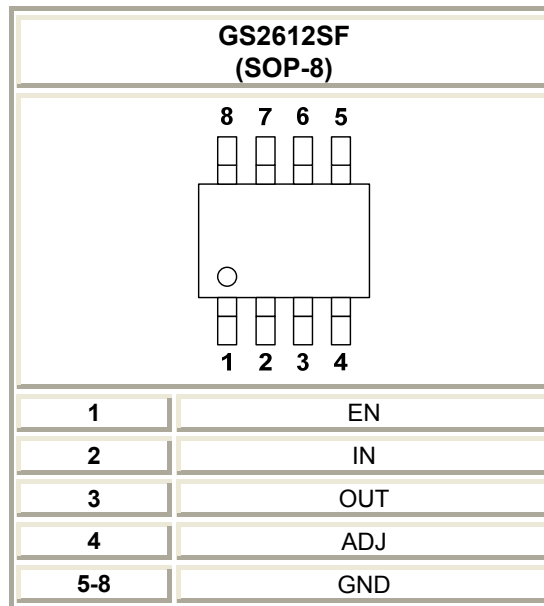 GS2612SF
(SOP-8)
8 7 6 5
1 2 3 4
1 EN
2 IN
3 OUT
4 ADJ
5-8 GND